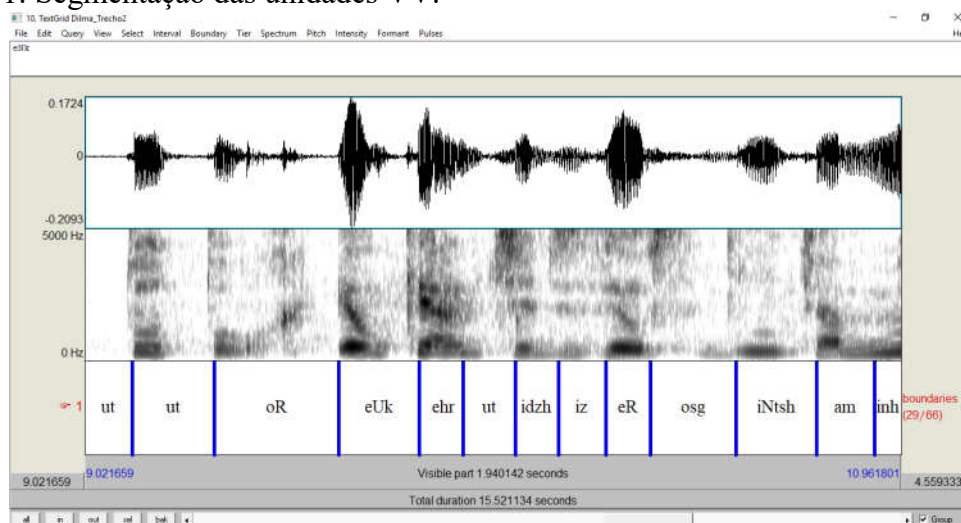 1. Segmentação das unidades VV.
10. TextGrid Dilma_Trecho2
File Edit Query View Select Interval Boundary Tier Spectrum Pitch Intensity Formant Pulses
He
eUk
0.1724
0
-0.2093
5000 Hz
0 Hz
1 ut ut oR eUk ehr ut idzh iz eR osg iNtsh am inh
boundaries
(29/66)
9.021659 9.021659 Visible part 1.940142 seconds 10.961801 4.559333
Total duration 15.521134 seconds
all in out sel bak Group